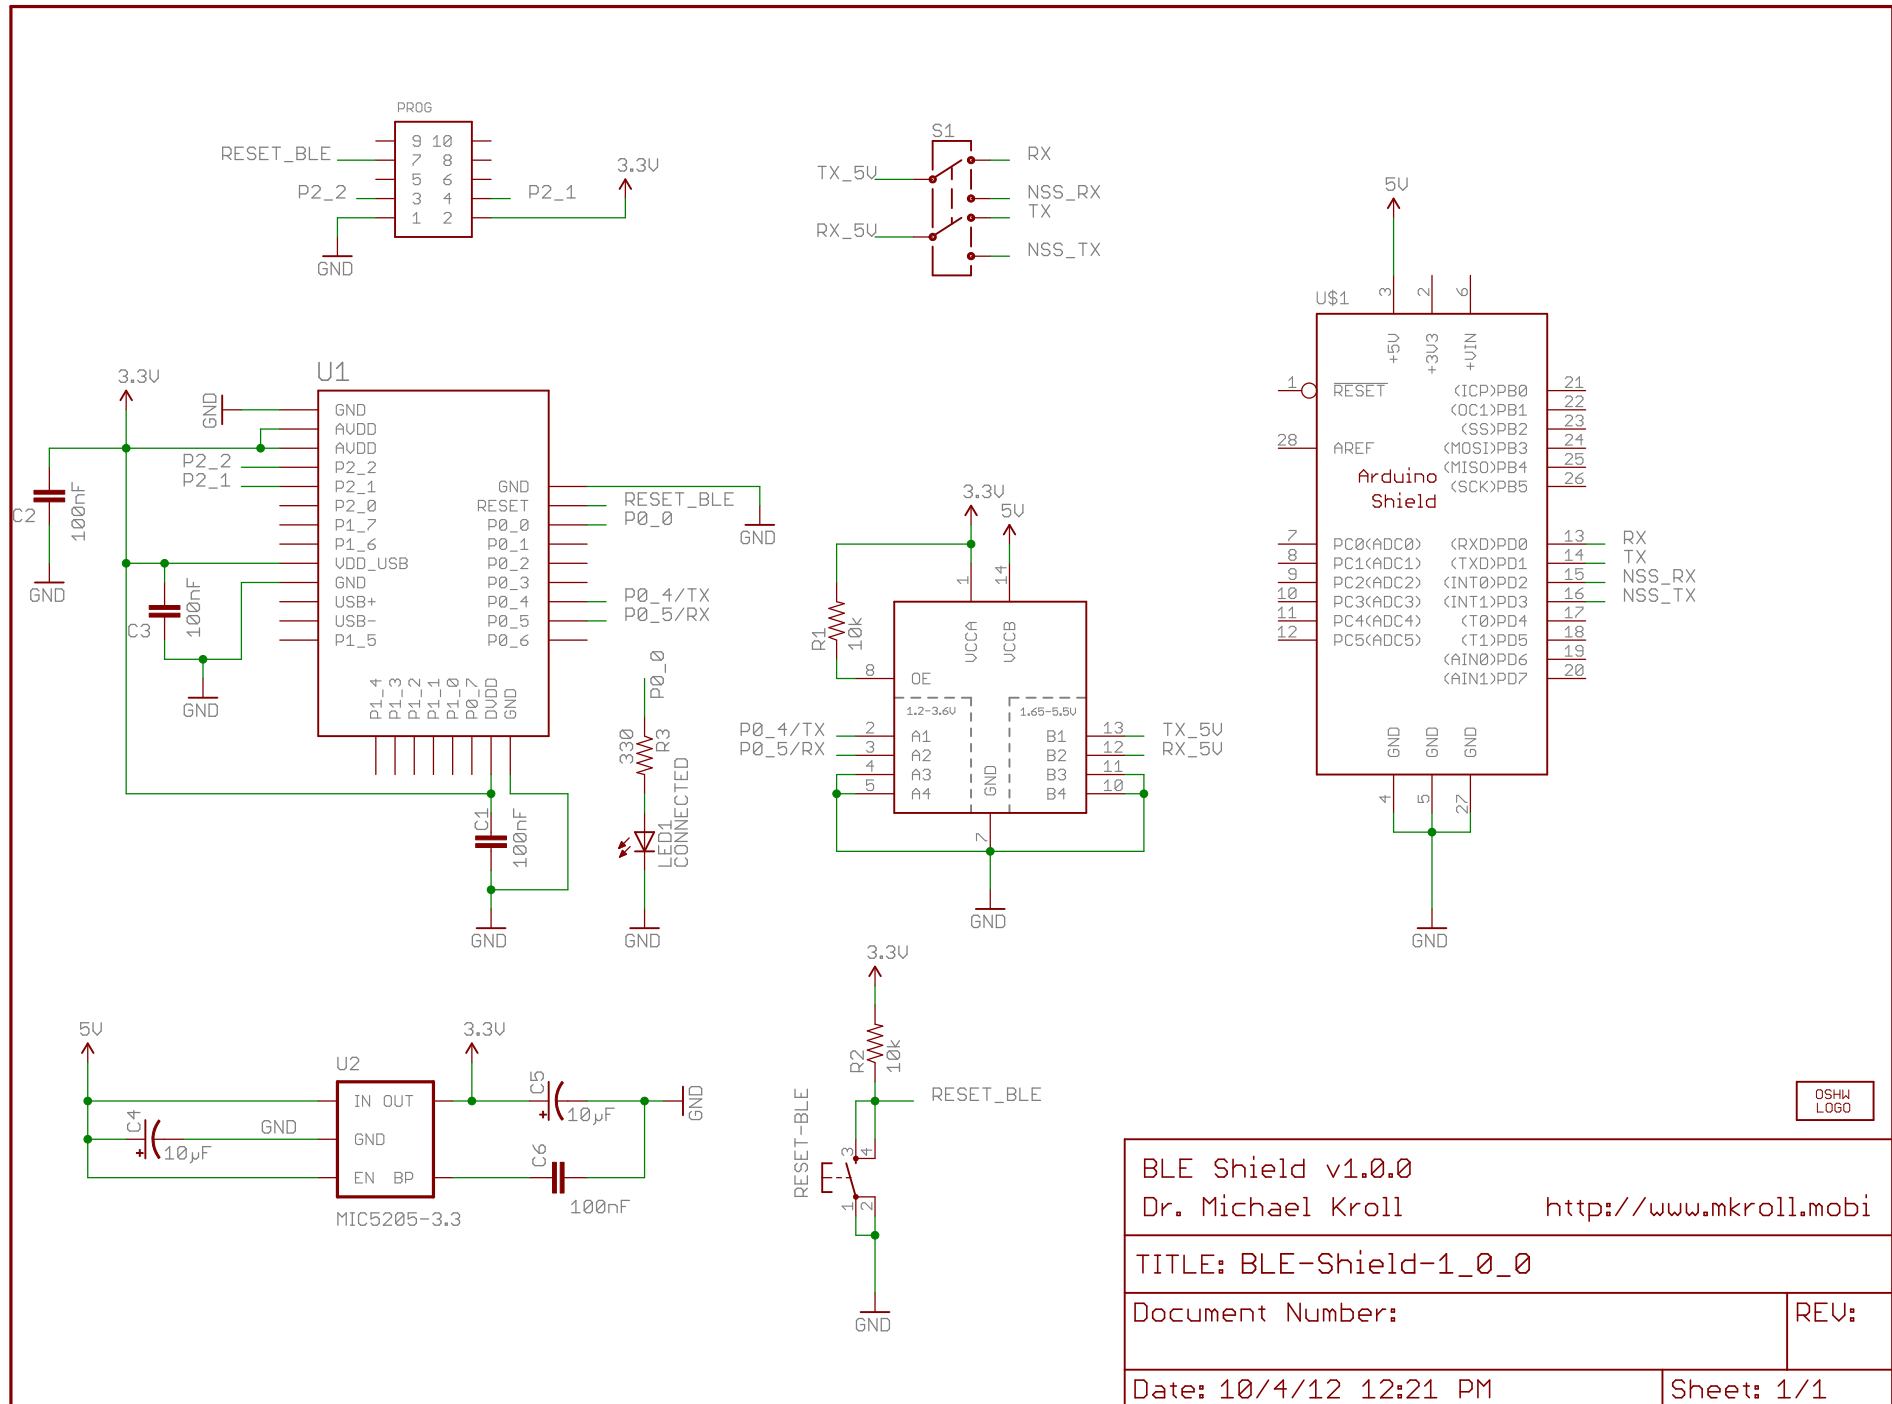 PROG
9 10
7 8
5 6
3 4
1 2
RESET_BLE
P2_2
P2_1
3.3V
GND
S1
TX_5V
RX_5V
RX
NSS_RX
TX
NSS_TX
5V
U$1
3
2
6
+5V
+3V3
+VIN
1
RESET
28
AREF
Arduino
Shield
7 PC0(ADC0)
8 PC1(ADC1)
9 PC2(ADC2)
10 PC3(ADC3)
11 PC4(ADC4)
12 PC5(ADC5)
(ICP)PB0 21
(OC1)PB1 22
(SS)PB2 23
(MOSI)PB3 24
(MISO)PB4 25
(SCK)PB5 26
(RXD)PD0 13 RX
(TXD)PD1 14 TX
(INT0)PD2 15 NSS_RX
(INT1)PD3 16 NSS_TX
(T0)PD4 17
(T1)PD5 18
(AIN0)PD6 19
(AIN1)PD7 20
GND
GND
GND
4
5
27
GND
3.3V
U1
GND
GND
AVDD
AVDD
P2_2 P2_2
P2_1 P2_1
P2_0
P1_7
P1_6
VDD_USB
GND
USB+
USB-
P1_5
GND
RESET RESET_BLE
P0_0 P0_0
P0_1
P0_2
P0_3
P0_4 P0_4/TX
P0_5 P0_5/RX
P0_6
GND
P1_4
P1_3
P1_2
P1_1
P1_0
P0_7
DVDD
GND
C2
100nF
GND
C3
100nF
GND
C1
100nF
GND
P0_0
330
R3
LED1
CONNECTED
GND
3.3V
5V
R1
10k
1
14
VCCA
VCCB
8 OE
1.2-3.6V
1.65-5.5V
P0_4/TX 2 A1
P0_5/RX 3 A2
4 A3
5 A4
GND
B1 13 TX_5V
B2 12 RX_5V
B3 11
B4 10
7
GND
3.3V
R2
10k
RESET_BLE
RESET-BLE
3
4
1
2
GND
5V
3.3V
U2
IN OUT
GND
EN BP
MIC5205-3.3
C4
10µF
GND
C5
10µF
GND
C6
100nF
OSHW
LOGO
BLE Shield v1.0.0
Dr. Michael Kroll http://www.mkroll.mobi
TITLE: BLE-Shield-1_0_0
Document Number:
REV:
Date: 10/4/12 12:21 PM
Sheet: 1/1